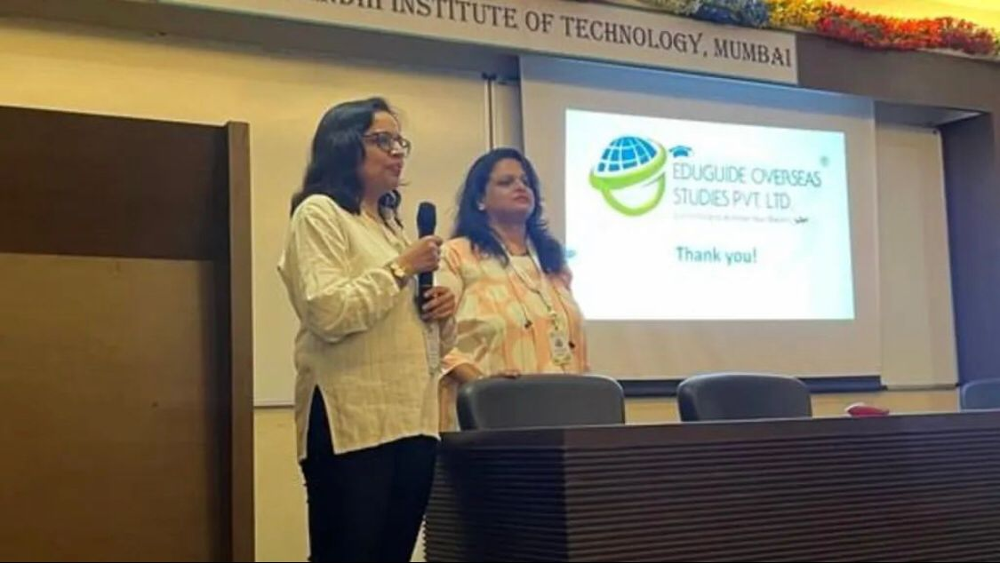 INSTITUTE OF TECHNOLOGY, MUMBAI
EDUGUIDE OVERSEAS
STUDIES PVT. LTD.
Thank you!